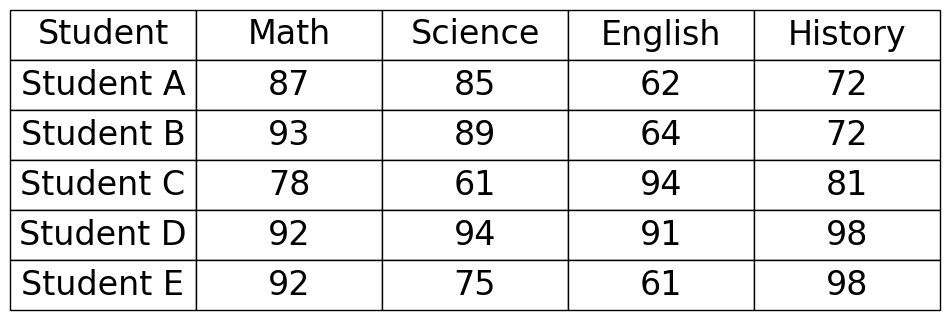 Student Math Science English History
Student A 87 85 62 72
Student B 93 89 64 72
Student C 78 61 94 81
Student D 92 94 91 98
Student E 92 75 61 98